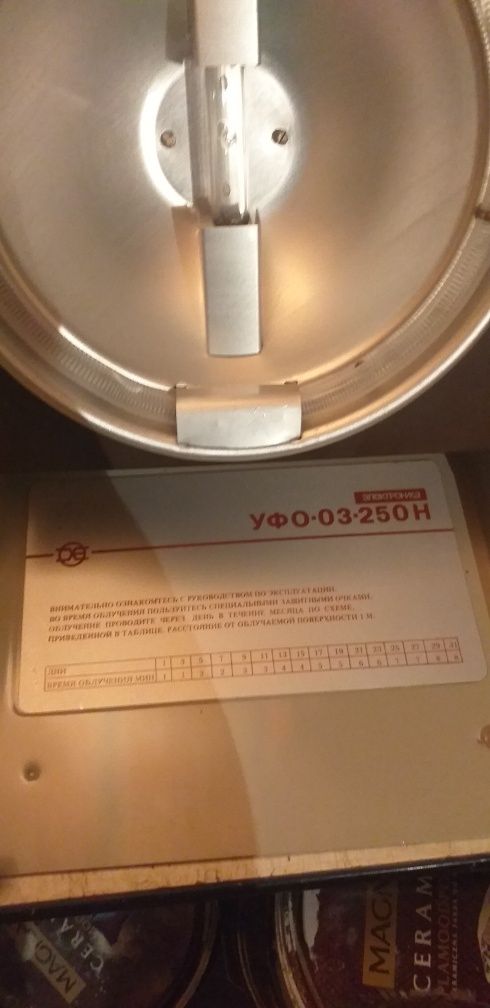 ЭЛЕКТРОНИКА
УФО·03·250Н
ВНИМАТЕЛЬНО ОЗНАКОМЬТЕСЬ С РУКОВОДСТВОМ ПО ЭКСПЛУАТАЦИИ.
ВО ВРЕМЯ ОБЛУЧЕНИЯ ПОЛЬЗУЙТЕСЬ СПЕЦИАЛЬНЫМИ ЗАЩИТНЫМИ ОЧКАМИ.
ОБЛУЧЕНИЕ ПРОВОДИТЕ ЧЕРЕЗ ДЕНЬ В ТЕЧЕНИЕ МЕСЯЦА ПО СХЕМЕ,
ПРИВЕДЕННОЙ В ТАБЛИЦЕ. РАССТОЯНИЕ ОТ ОБЛУЧАЕМОЙ ПОВЕРХНОСТИ 1 М.
ДНИ 1 3 5 7 9 11 13 15 17 19 21 23 25 27 29 31
ВРЕМЯ ОБЛУЧЕНИЯ МИН 1 1 2 2 3 3 4 4 5 5 6 6 7 7 8 8
MAGN
CERA
MAGN
CERAM